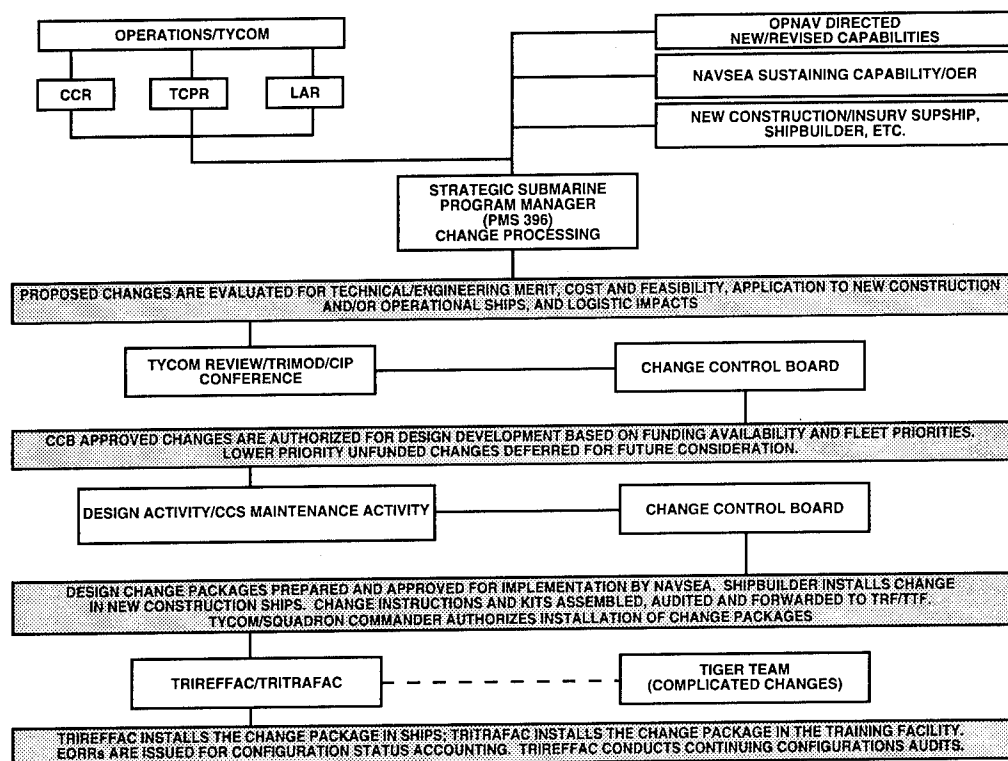 OPERATIONS/TYCOM
CCR
TCPR
LAR
OPNAV DIRECTED
NEW/REVISED CAPABILITIES
NAVSEA SUSTAINING CAPABILITY/OER
NEW CONSTRUCTION/INSURV SUPSHIP,
SHIPBUILDER, ETC.
STRATEGIC SUBMARINE
PROGRAM MANAGER
(PMS 396)
CHANGE PROCESSING
PROPOSED CHANGES ARE EVALUATED FOR TECHNICAL/ENGINEERING MERIT, COST AND FEASIBILITY, APPLICATION TO NEW CONSTRUCTION
AND/OR OPERATIONAL SHIPS, AND LOGISTIC IMPACTS
TYCOM REVIEW/TRIMOD/CIP
CONFERENCE
CHANGE CONTROL BOARD
CCB APPROVED CHANGES ARE AUTHORIZED FOR DESIGN DEVELOPMENT BASED ON FUNDING AVAILABILITY AND FLEET PRIORITIES.
LOWER PRIORITY UNFUNDED CHANGES DEFERRED FOR FUTURE CONSIDERATION.
DESIGN ACTIVITY/CCS MAINTENANCE ACTIVITY
CHANGE CONTROL BOARD
DESIGN CHANGE PACKAGES PREPARED AND APPROVED FOR IMPLEMENTATION BY NAVSEA. SHIPBUILDER INSTALLS CHANGE
IN NEW CONSTRUCTION SHIPS. CHANGE INSTRUCTIONS AND KITS ASSEMBLED, AUDITED AND FORWARDED TO TRF/TTF.
TYCOM/SQUADRON COMMANDER AUTHORIZES INSTALLATION OF CHANGE PACKAGES
TRIREFFAC/TRITRAFAC
TIGER TEAM
(COMPLICATED CHANGES)
TRIREFFAC INSTALLS THE CHANGE PACKAGE IN SHIPS; TRITRAFAC INSTALLS THE CHANGE PACKAGE IN THE TRAINING FACILITY.
EORRs ARE ISSUED FOR CONFIGURATION STATUS ACCOUNTING. TRIREFFAC CONDUCTS CONTINUING CONFIGURATIONS AUDITS.